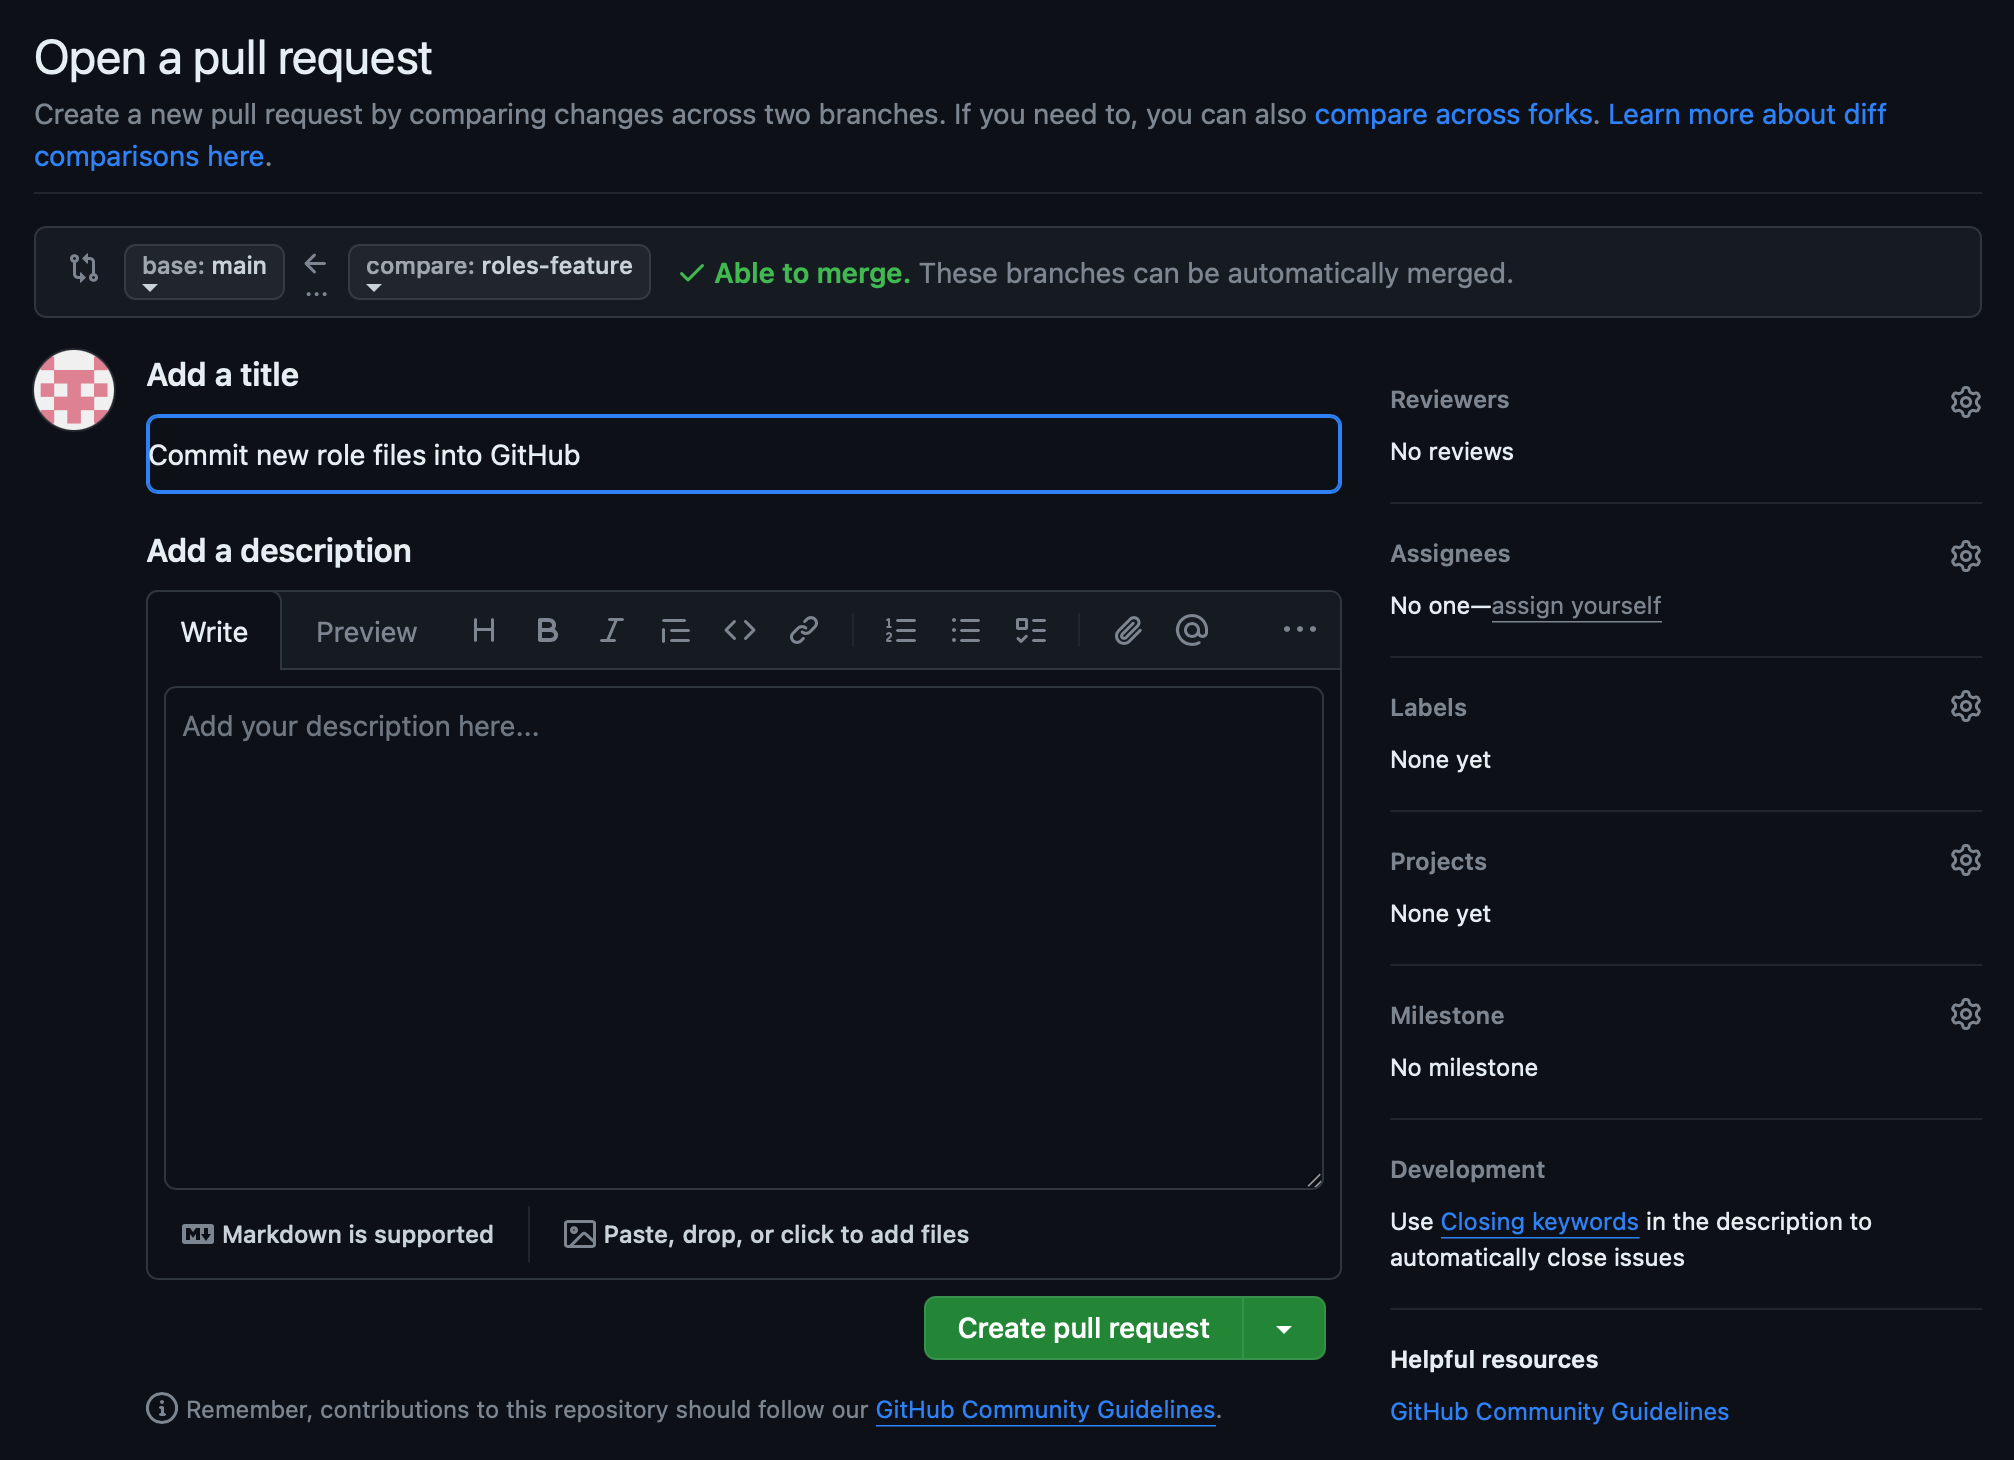 Open a pull request
Create a new pull request by comparing changes across two branches. If you need to, you can also compare across forks. Learn more about diff
comparisons here.
base: main
compare: roles-feature
Able to merge. These branches can be automatically merged.
Add a title
Commit new role files into GitHub
Add a description
Write
Preview
Add your description here...
Markdown is supported
Paste, drop, or click to add files
Create pull request
Remember, contributions to this repository should follow our GitHub Community Guidelines.
Reviewers
No reviews
Assignees
No one—assign yourself
Labels
None yet
Projects
None yet
Milestone
No milestone
Development
Use Closing keywords in the description to
automatically close issues
Helpful resources
GitHub Community Guidelines